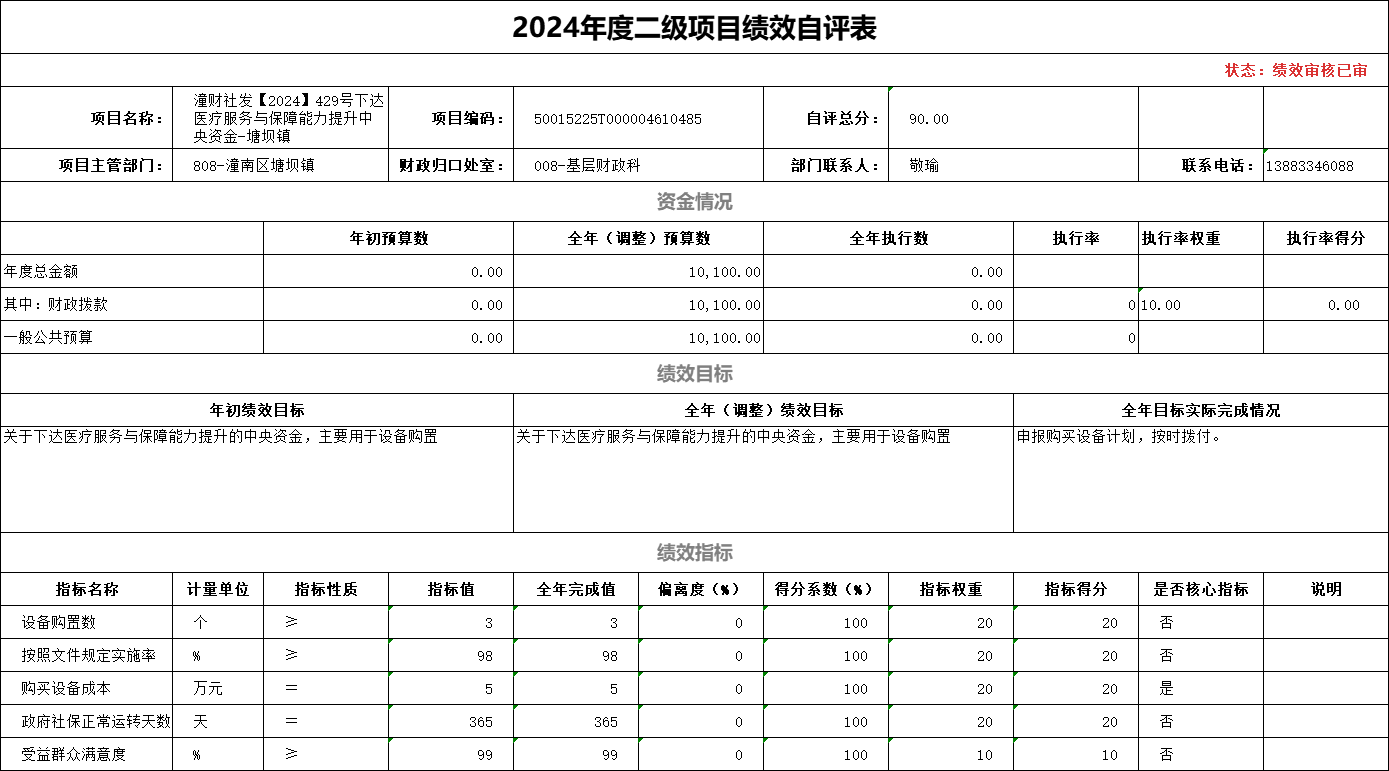 2024年度二级项目绩效自评表
状态：绩效审核已审
项目名称： 潼财社发【2024】429号下达医疗服务与保障能力提升中央资金-塘坝镇 项目编码： 50015225T000004610485 自评总分： 90.00
项目主管部门： 808-潼南区塘坝镇 财政归口处室： 008-基层财政科 部门联系人： 敬瑜 联系电话： 13883346088
资金情况
年初预算数 全年（调整）预算数 全年执行数 执行率 执行率权重 执行率得分
年度总金额 0.00 10,100.00 0.00
其中：财政拨款 0.00 10,100.00 0.00 0 10.00 0.00
一般公共预算 0.00 10,100.00 0.00 0
绩效目标
年初绩效目标 全年（调整）绩效目标 全年目标实际完成情况
关于下达医疗服务与保障能力提升的中央资金，主要用于设备购置 关于下达医疗服务与保障能力提升的中央资金，主要用于设备购置 申报购买设备计划，按时拨付。
绩效指标
指标名称 计量单位 指标性质 指标值 全年完成值 偏离度（%） 得分系数（%） 指标权重 指标得分 是否核心指标 说明
设备购置数 个 ≥ 3 3 0 100 20 20 否
按照文件规定实施率 % ≥ 98 98 0 100 20 20 否
购买设备成本 万元 ＝ 5 5 0 100 20 20 是
政府社保正常运转天数 天 ＝ 365 365 0 100 20 20 否
受益群众满意度 % ≥ 99 99 0 100 10 10 否